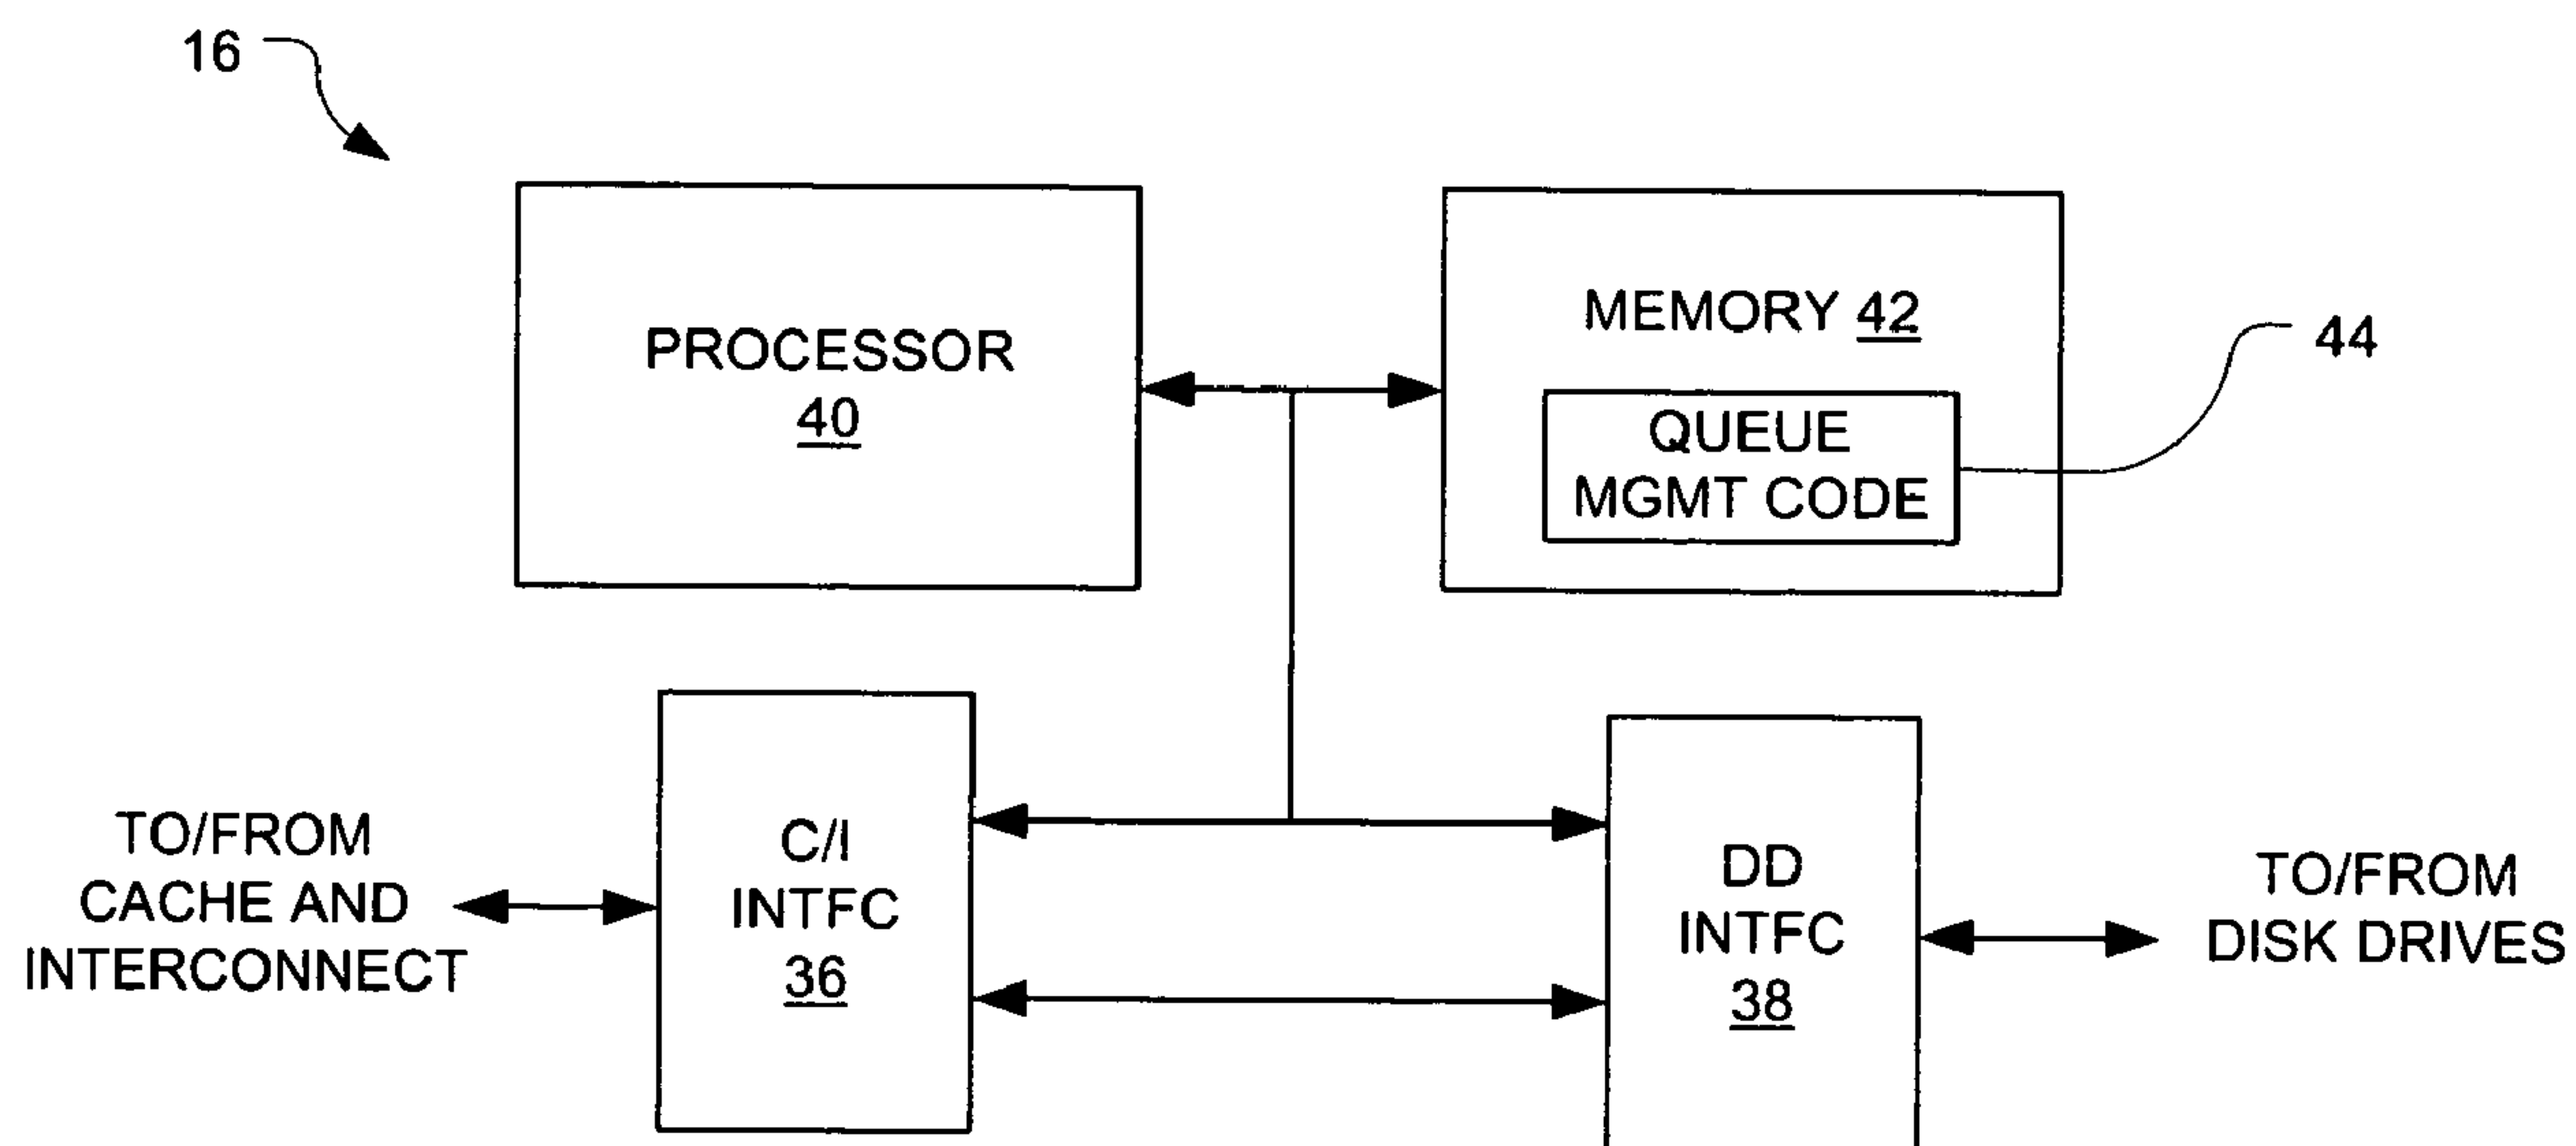 16
PROCESSOR
40
MEMORY 42
QUEUE
MGMT CODE
44
TO/FROM
CACHE AND
INTERCONNECT
C/I
INTFC
36
DD
INTFC
38
TO/FROM
DISK DRIVES